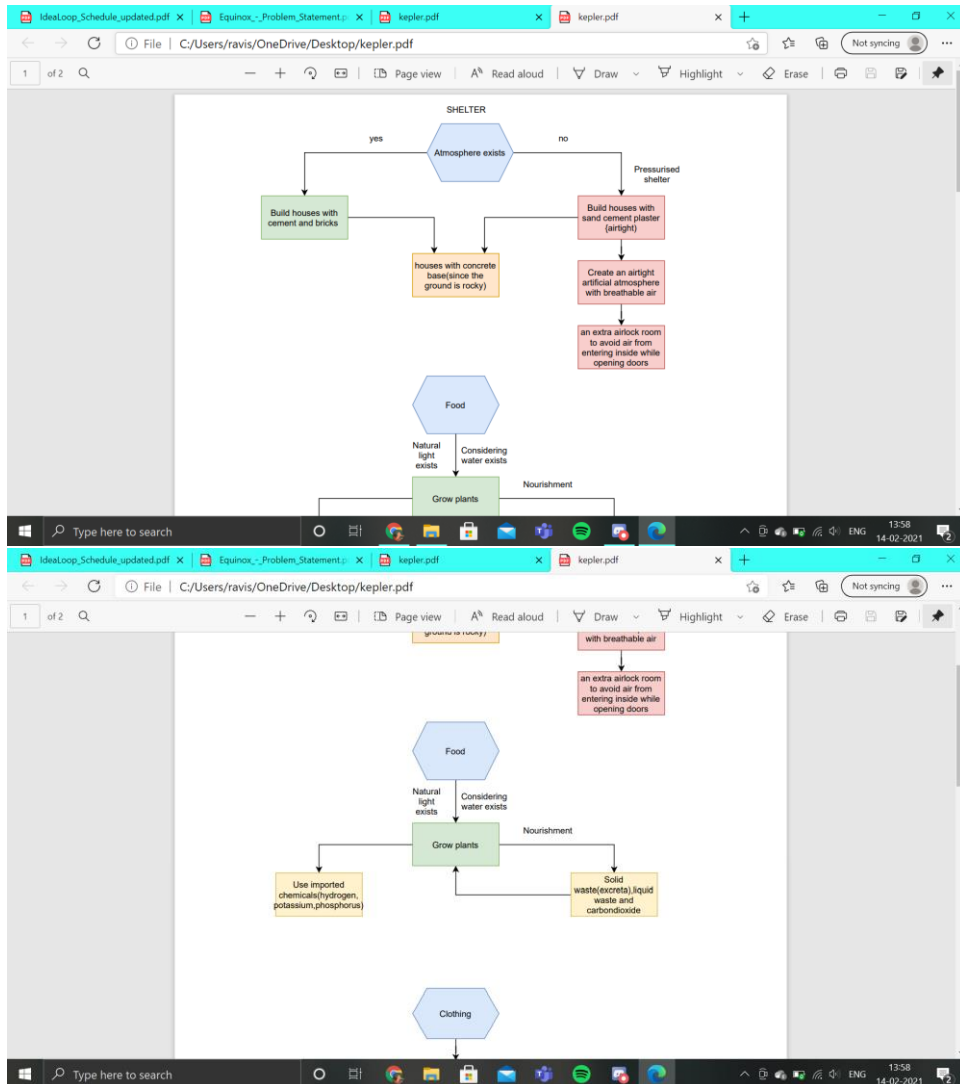 IdeaLoop_Schedule_updated.pdf
Equinox_-_Problem_Statement.p
kepler.pdf
kepler.pdf
File
C:/Users/ravis/OneDrive/Desktop/kepler.pdf
Not syncing
1 of 2
Page view
Read aloud
Draw
Highlight
Erase
SHELTER
yes
Atmosphere exists
no
Pressurised
shelter
Build houses with
cement and bricks
Build houses with
sand cement plaster
(airtight)
houses with concrete
base(since the
ground is rocky)
Create an airtight
artificial atmosphere
with breathable air
an extra airlock room
to avoid air from
entering inside while
opening doors
Food
Natural
light
exists
Considering
water exists
Grow plants
Nourishment
Type here to search
ENG
13:58
14-02-2021
2
IdeaLoop_Schedule_updated.pdf
Equinox_-_Problem_Statement.p
kepler.pdf
kepler.pdf
File
C:/Users/ravis/OneDrive/Desktop/kepler.pdf
Not syncing
1 of 2
Page view
Read aloud
Draw
Highlight
Erase
ground is rocky)
with breathable air
an extra airlock room
to avoid air from
entering inside while
opening doors
Food
Natural
light
exists
Considering
water exists
Grow plants
Nourishment
Use imported
chemicals(hydrogen,
potassium,phosphorus)
Solid
waste(excreta),liquid
waste and
carbondioxide
Clothing
Type here to search
ENG
13:58
14-02-2021
2